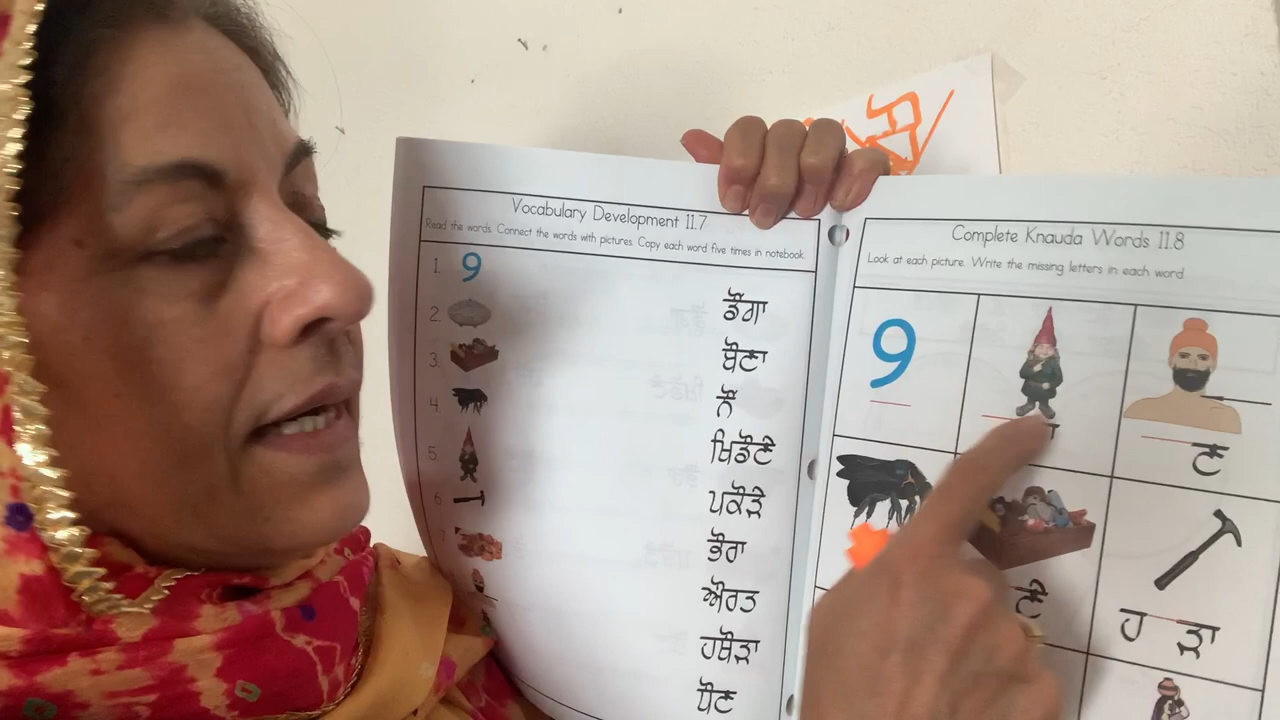 Vocabulary Development 11.7
Read the words. Connect the words with pictures. Copy each word five times in notebook.
1. 9
2.
3.
4.
5.
6
7
ਡੌਂਗਾ
ਬੌਣਾ
ਨੌਂ
ਖਿਡੌਣੇ
ਪਕੌੜੇ
ਭੌਰਾ
ਔਰਤ
ਹਥੌੜਾ
ਧੌਣ
Complete Knauda Words 11.8
Look at each picture. Write the missing letters in each word.
9
ਣ
ਣੇ
ਹ ੜਾ